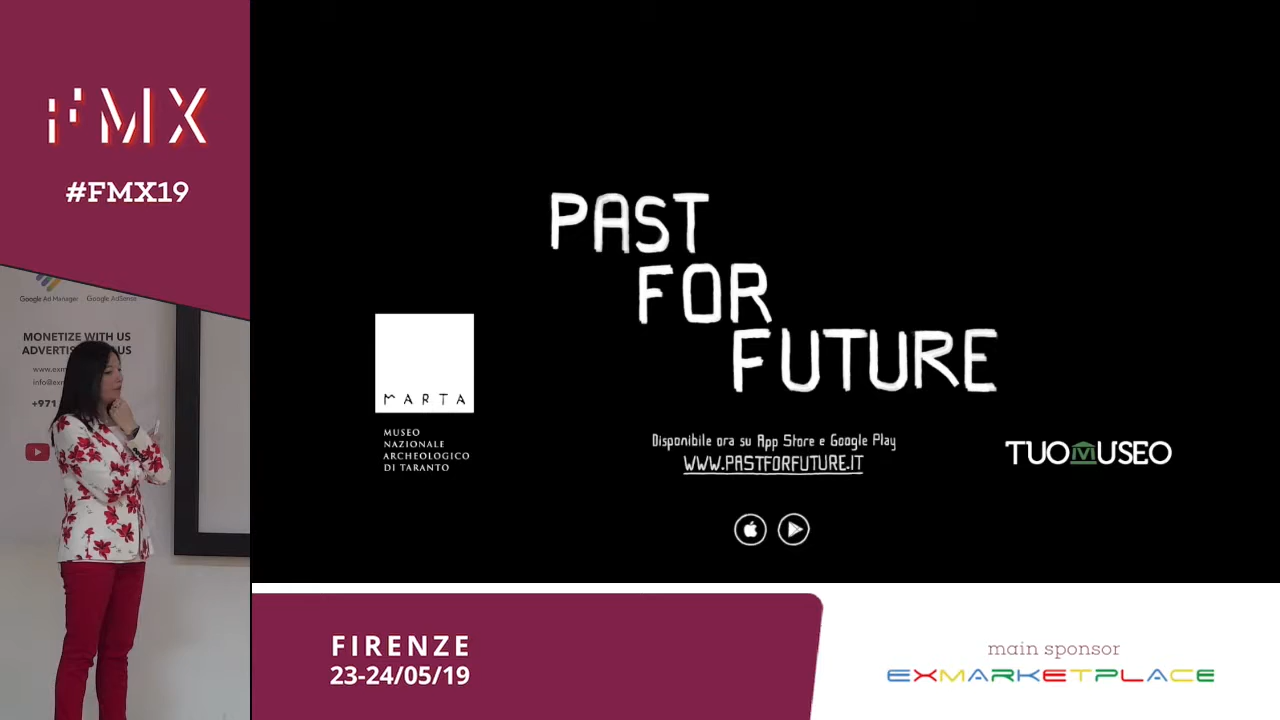 FMX
#FMX19
Google Ad Manager
Google AdSense
MONETIZE WITH US
US
+971
PAST
FOR
FUTURE
MARTA
MUSEO
NAZIONALE
ARCHEOLOGICO
DI TARANTO
Disponibile ora su App Store e Google Play
WWW.PASTFORFUTURE.IT
TUOMUSEO
FIRENZE
23-24/05/19
main sponsor
EXMARKETPLACE